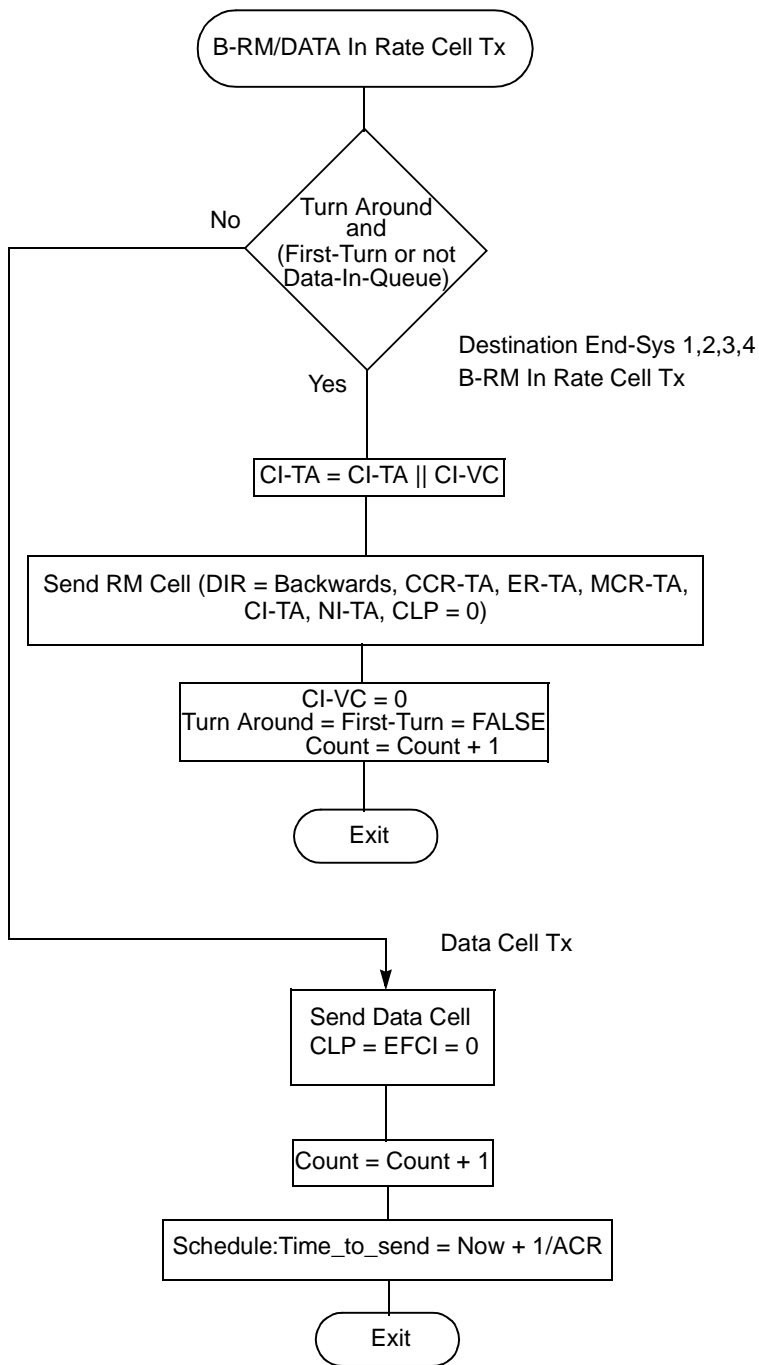 B-RM/DATA In Rate Cell Tx
Turn Around
and
(First-Turn or not
Data-In-Queue)
No
Yes
Destination End-Sys 1,2,3,4
B-RM In Rate Cell Tx
CI-TA = CI-TA || CI-VC
Send RM Cell (DIR = Backwards, CCR-TA, ER-TA, MCR-TA,
CI-TA, NI-TA, CLP = 0)
CI-VC = 0
Turn Around = First-Turn = FALSE
Count = Count + 1
Exit
Data Cell Tx
Send Data Cell
CLP = EFCI = 0
Count = Count + 1
Schedule:Time_to_send = Now + 1/ACR
Exit